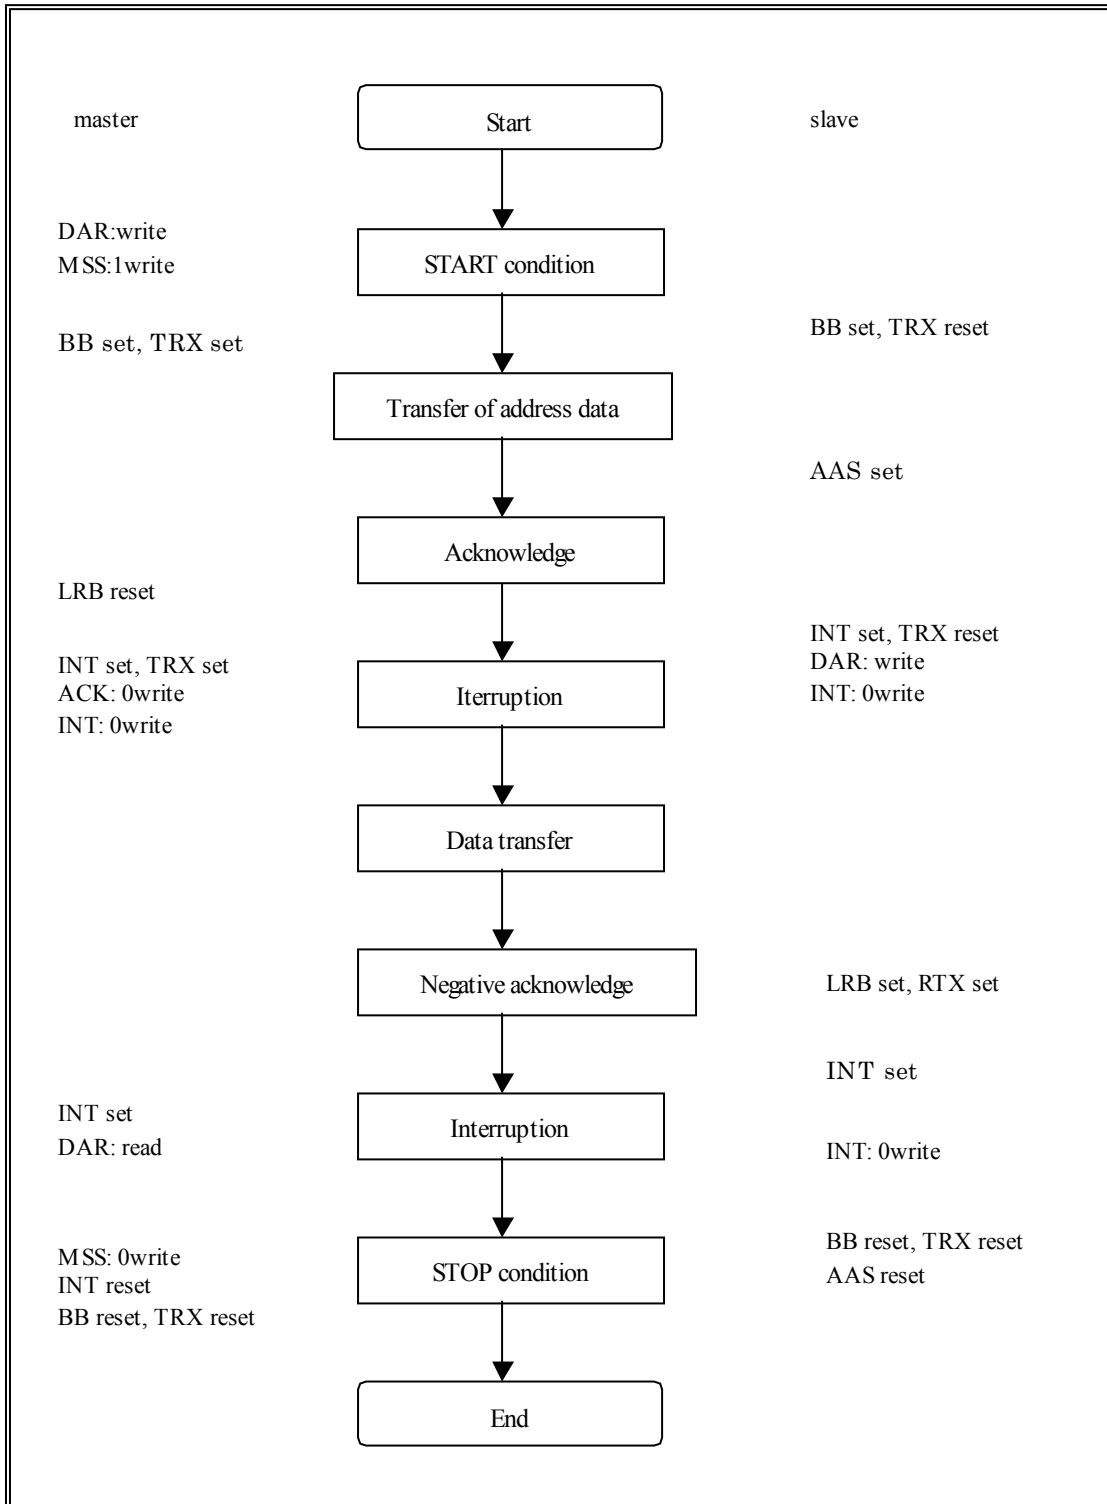 master
Start
slave
DAR:write
MSS:1write
START condition
BB set, TRX set
BB set, TRX reset
Transfer of address data
AAS set
Acknowledge
LRB reset
INT set, TRX reset
INT set, TRX set
DAR: write
ACK: 0write
Iterruption
INT: 0write
INT: 0write
Data transfer
Negative acknowledge
LRB set, RTX set
INT set
INT set
Interruption
DAR: read
INT: 0write
BB reset, TRX reset
MSS: 0write
STOP condition
AAS reset
INT reset
BB reset, TRX reset
End